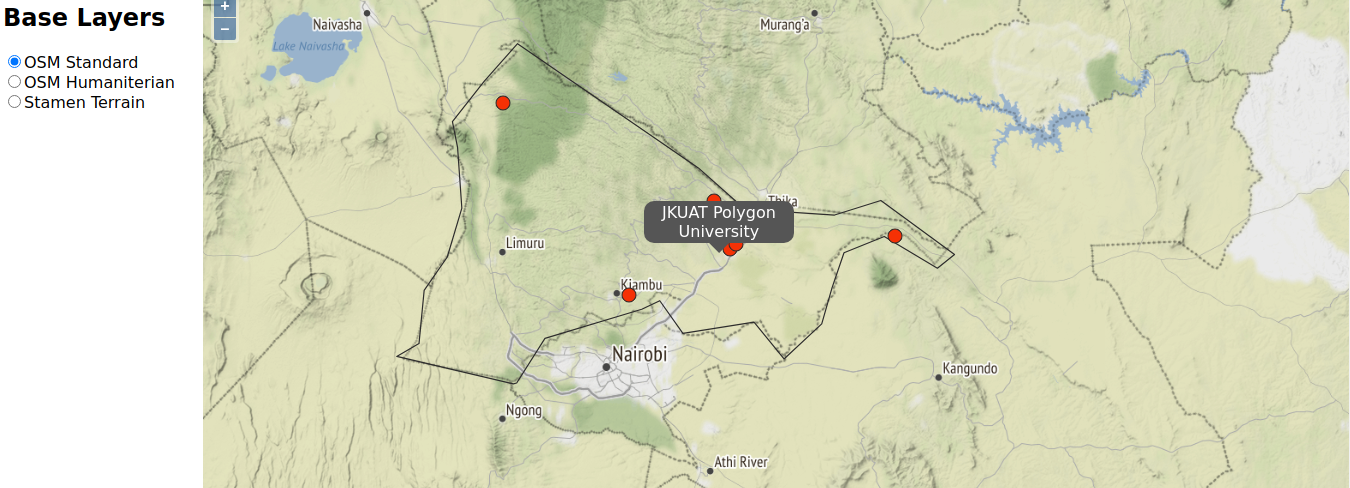 Base Layers
OSM Standard
OSM Humaniterian
Stamen Terrain
+
−
Naivasha
Lake Naivasha
Murang'a
Thika
JKUAT Polygon
University
Limuru
Kiambu
Nairobi
Kangundo
Ngong
Athi River